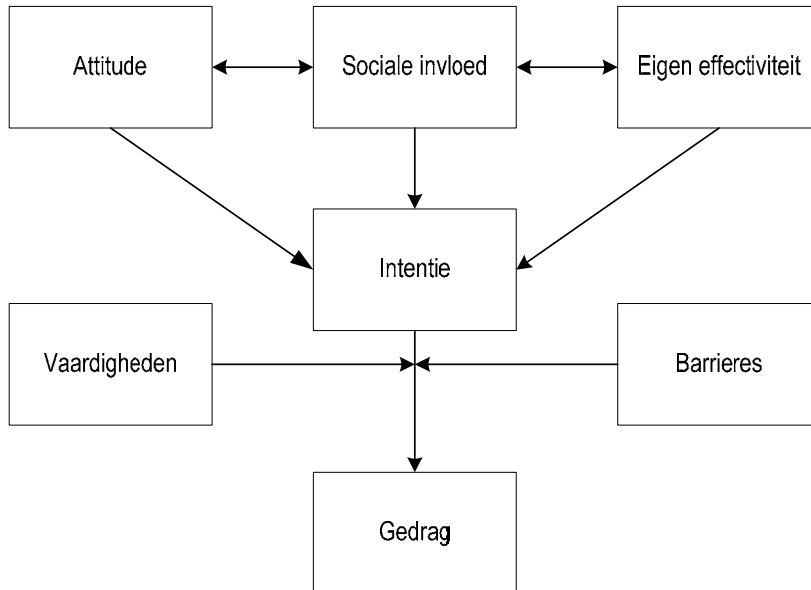 Attitude
Sociale invloed
Eigen effectiviteit
Intentie
Vaardigheden
Barrieres
Gedrag